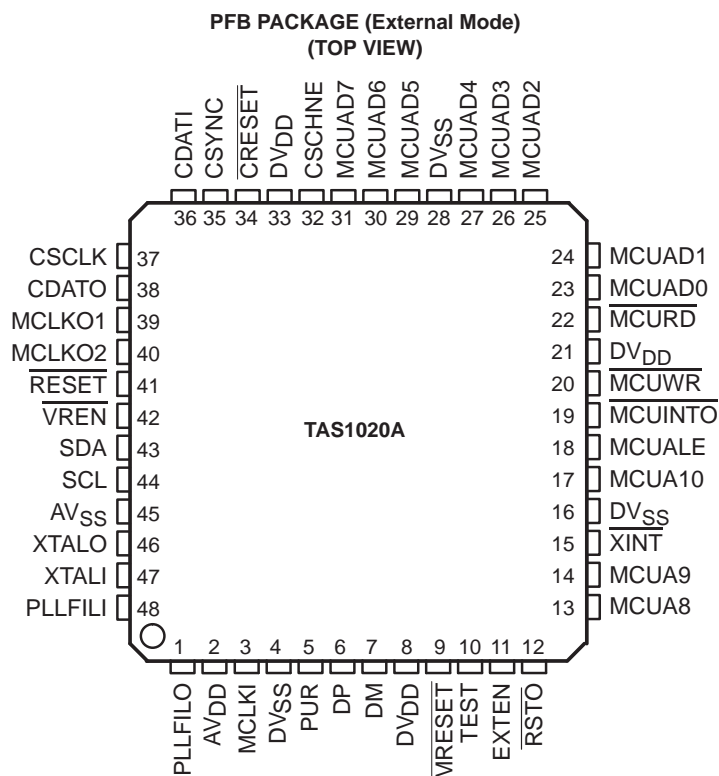 PFB PACKAGE (External Mode)
(TOP VIEW)
CDATI
CSYNC
CRESET
DVDD
CSCHNE
MCUAD7
MCUAD6
MCUAD5
DVSS
MCUAD4
MCUAD3
MCUAD2
36 35 34 33 32 31 30 29 28 27 26 25
CSCLK 37
CDATO 38
MCLKO1 39
MCLKO2 40
RESET 41
VREN 42
SDA 43
SCL 44
AVSS 45
XTALO 46
XTALI 47
PLLFILI 48
TAS1020A
24 MCUAD1
23 MCUAD0
22 MCURD
21 DVDD
20 MCUWR
19 MCUINTO
18 MCUALE
17 MCUA10
16 DVSS
15 XINT
14 MCUA9
13 MCUA8
1 2 3 4 5 6 7 8 9 10 11 12
PLLFILO
AVDD
MCLKI
DVSS
PUR
DP
DM
DVDD
MRESET
TEST
EXTEN
RSTO